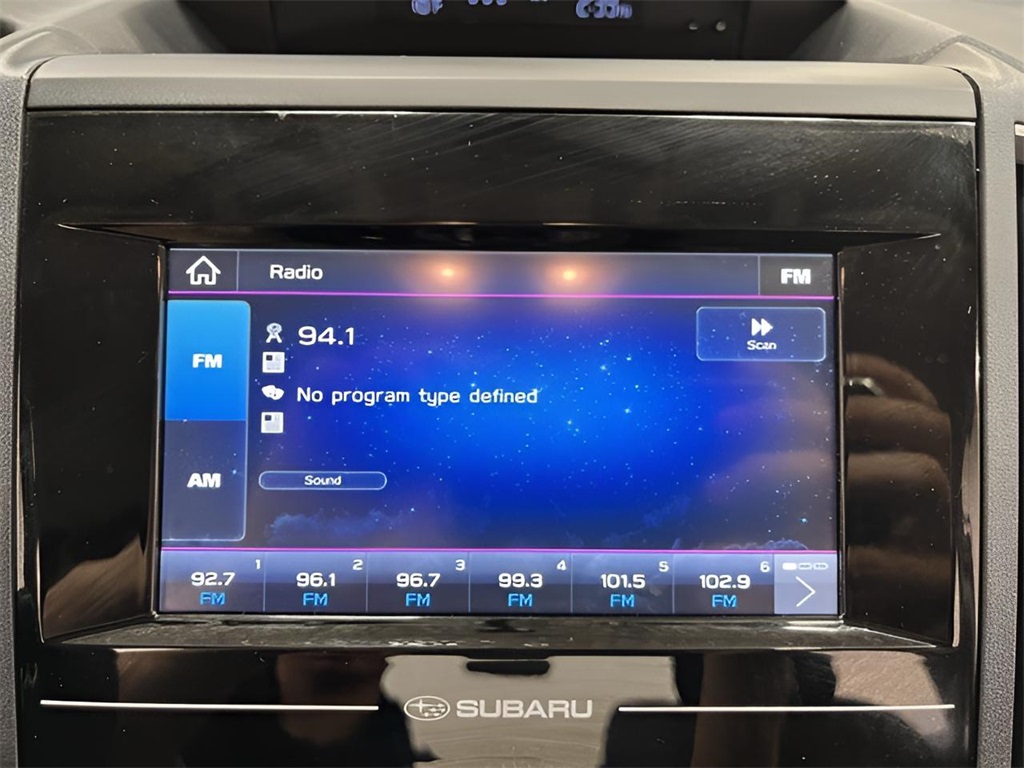 Radio
FM
FM
94.1
Scan
No program type defined
AM
Sound
1 2 3 4 5 6
92.7 96.1 96.7 99.3 101.5 102.9
FM FM FM FM FM FM
SUBARU